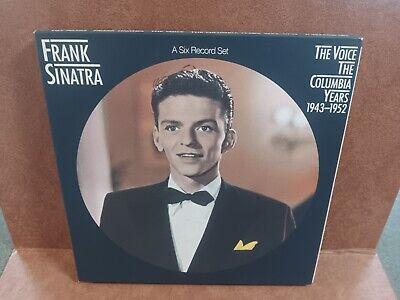 FRANK
SINATRA
A Six Record Set
THE VOICE
THE
COLUMBIA
YEARS
1943–1952